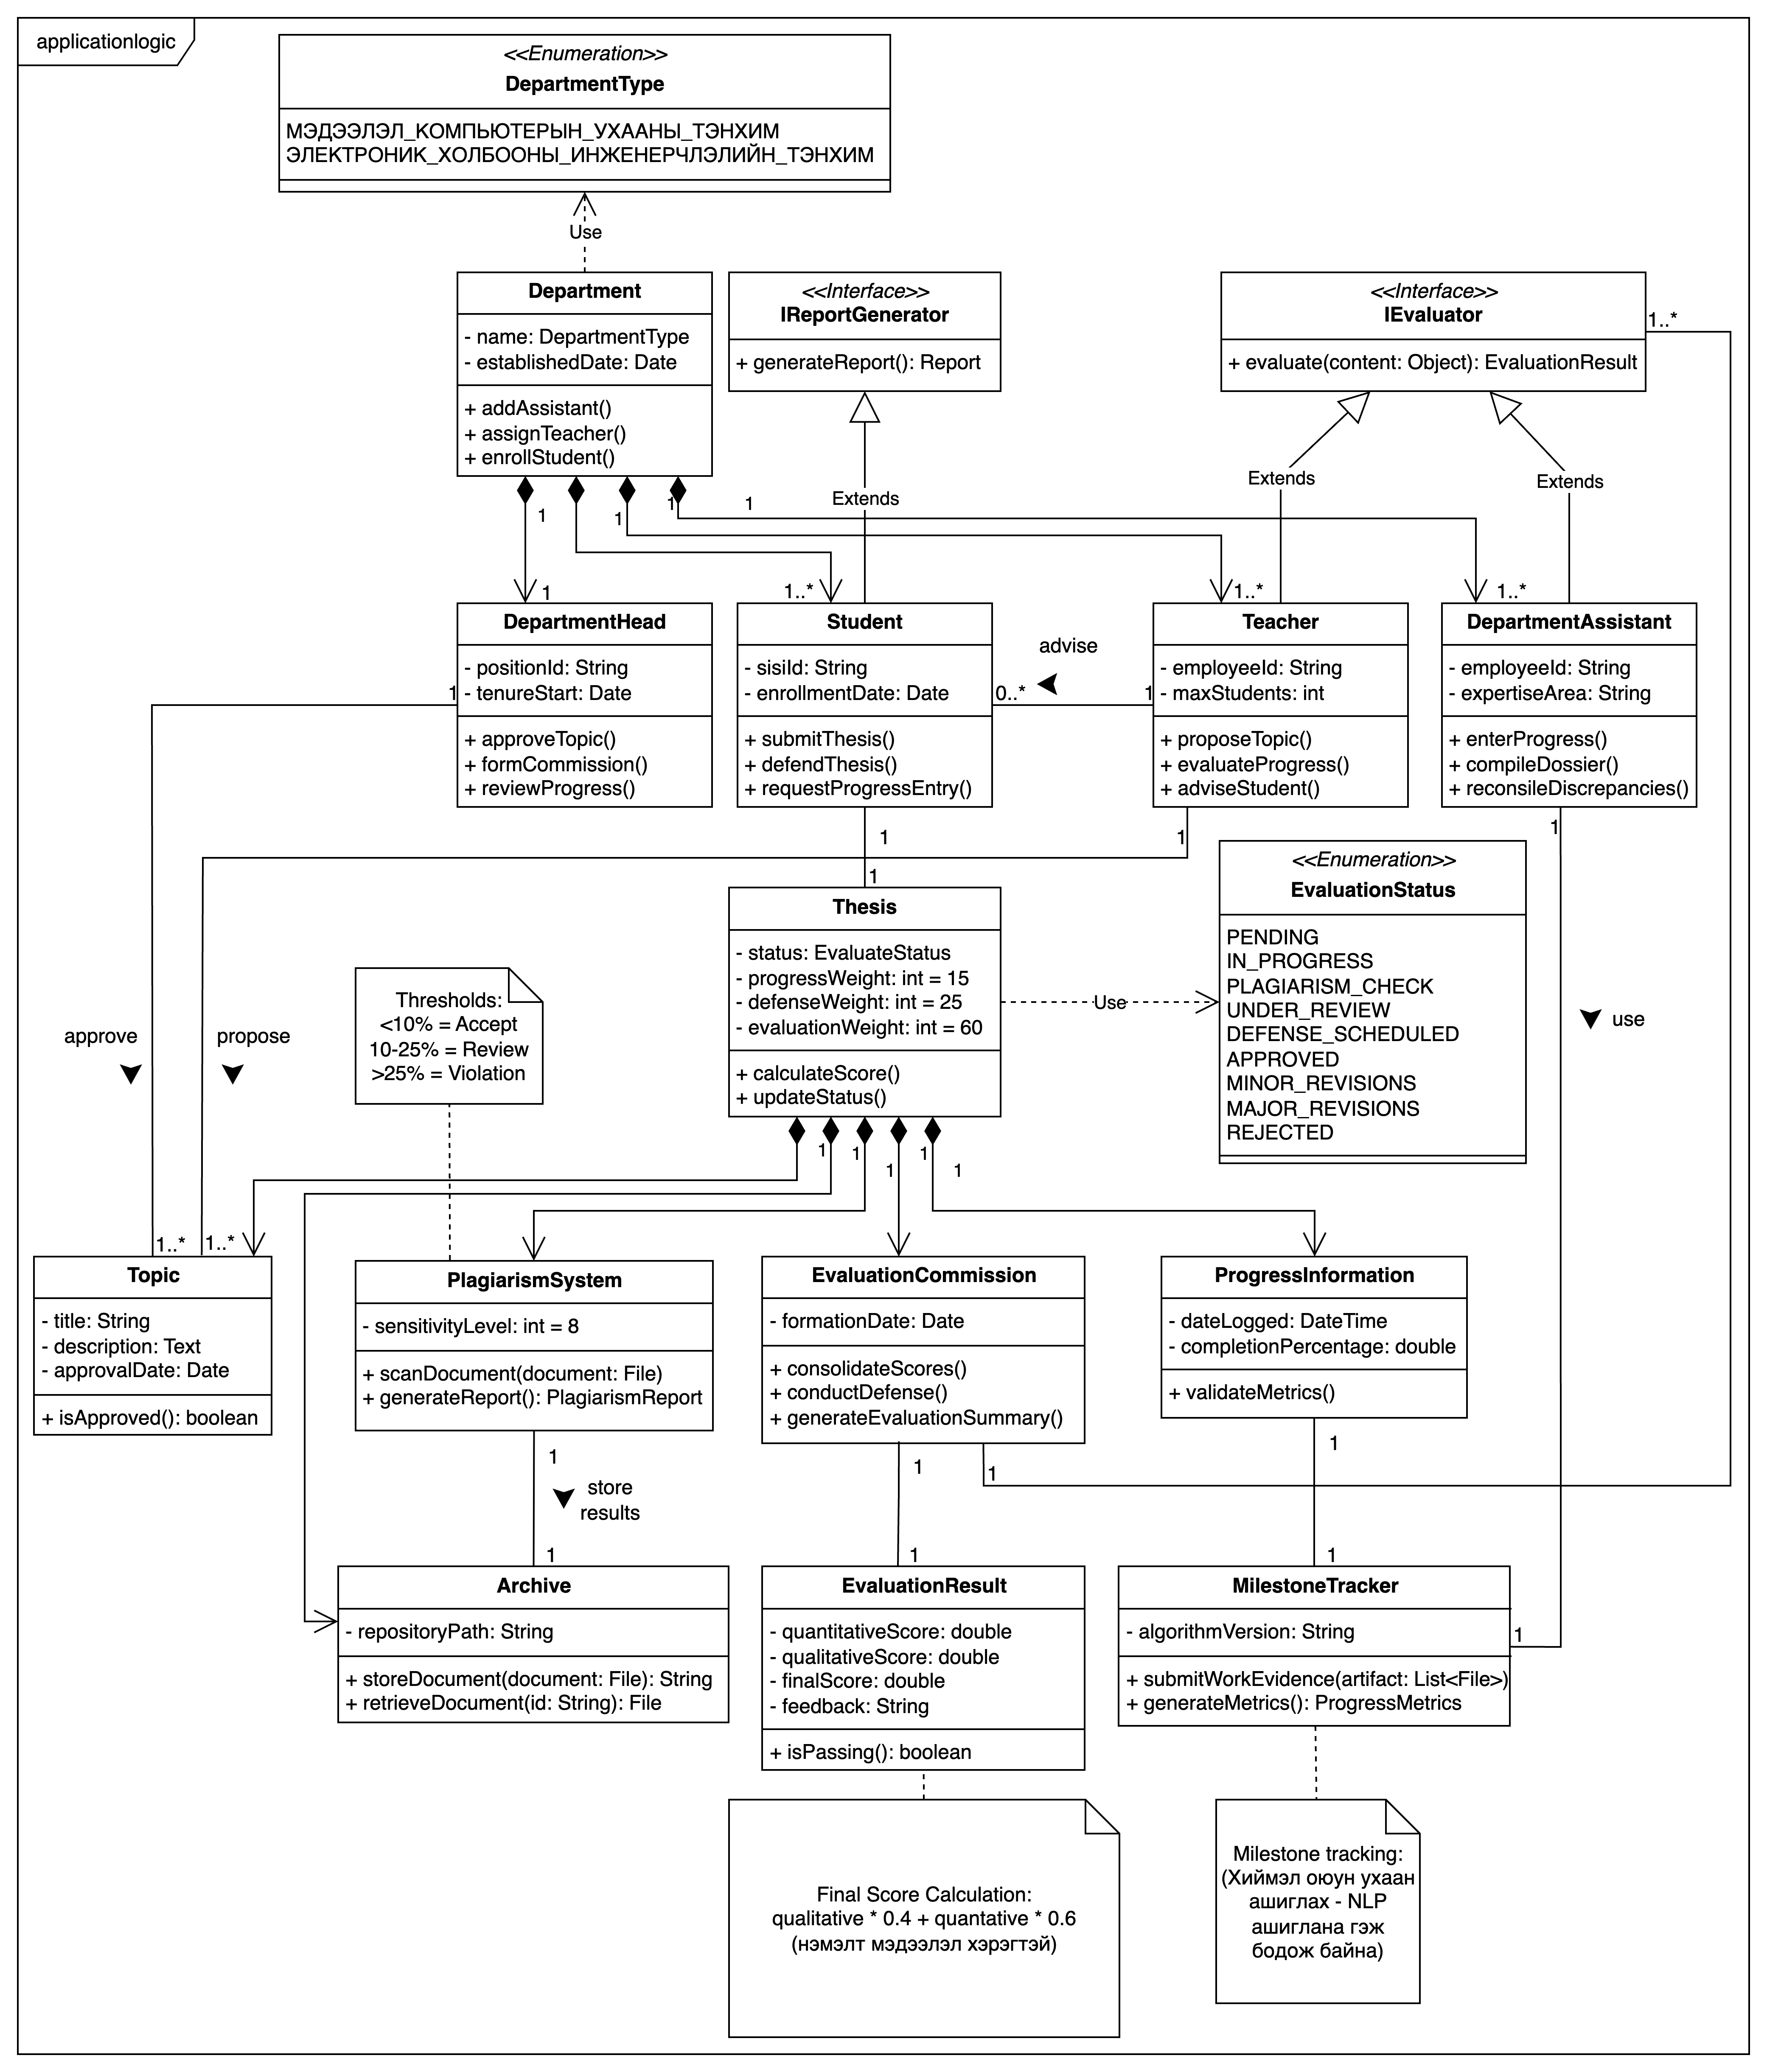 applicationlogic
<<Enumeration>>
DepartmentType
МЭДЭЭЛЭЛ_КОМПЬЮТЕРЫН_УХААНЫ_ТЭНХИМ
ЭЛЕКТРОНИК_ХОЛБООНЫ_ИНЖЕНЕРЧЛЭЛИЙН_ТЭНХИМ
Use
Department
- name: DepartmentType
- establishedDate: Date
+ addAssistant()
+ assignTeacher()
+ enrollStudent()
<<Interface>>
IReportGenerator
+ generateReport(): Report
<<Interface>>
IEvaluator
+ evaluate(content: Object): EvaluationResult
1..*
Extends
Extends
Extends
1
1
1
1
1
1..*
1..*
1..*
DepartmentHead
- positionId: String
- tenureStart: Date
+ approveTopic()
+ formCommission()
+ reviewProgress()
1
Student
- sisiId: String
- enrollmentDate: Date
+ submitThesis()
+ defendThesis()
+ requestProgressEntry()
advise
0..*
1
Teacher
- employeeId: String
- maxStudents: int
+ proposeTopic()
+ evaluateProgress()
+ adviseStudent()
DepartmentAssistant
- employeeId: String
- expertiseArea: String
+ enterProgress()
+ compileDossier()
+ reconsileDiscrepancies()
1
1
1
1
Thesis
- status: EvaluateStatus
- progressWeight: int = 15
- defenseWeight: int = 25
- evaluationWeight: int = 60
+ calculateScore()
+ updateStatus()
Use
<<Enumeration>>
EvaluationStatus
PENDING
IN_PROGRESS
PLAGIARISM_CHECK
UNDER_REVIEW
DEFENSE_SCHEDULED
APPROVED
MINOR_REVISIONS
MAJOR_REVISIONS
REJECTED
use
Thresholds:
<10% = Accept
10-25% = Review
>25% = Violation
approve
propose
1
1
1
1
1
1..*
1..*
Topic
- title: String
- description: Text
- approvalDate: Date
+ isApproved(): boolean
PlagiarismSystem
- sensitivityLevel: int = 8
+ scanDocument(document: File)
+ generateReport(): PlagiarismReport
EvaluationCommission
- formationDate: Date
+ consolidateScores()
+ conductDefense()
+ generateEvaluationSummary()
ProgressInformation
- dateLogged: DateTime
- completionPercentage: double
+ validateMetrics()
1
store
results
1
1
1
1
1
1
1
Archive
- repositoryPath: String
+ storeDocument(document: File): String
+ retrieveDocument(id: String): File
EvaluationResult
- quantitativeScore: double
- qualitativeScore: double
- finalScore: double
- feedback: String
+ isPassing(): boolean
MilestoneTracker
- algorithmVersion: String
+ submitWorkEvidence(artifact: List<File>)
+ generateMetrics(): ProgressMetrics
Final Score Calculation:
qualitative * 0.4 + quantative * 0.6
(нэмэлт мэдээлэл хэрэгтэй)
Milestone tracking:
(Хиймэл оюун ухаан
ашиглах - NLP
ашиглана гэж
бодож байна)